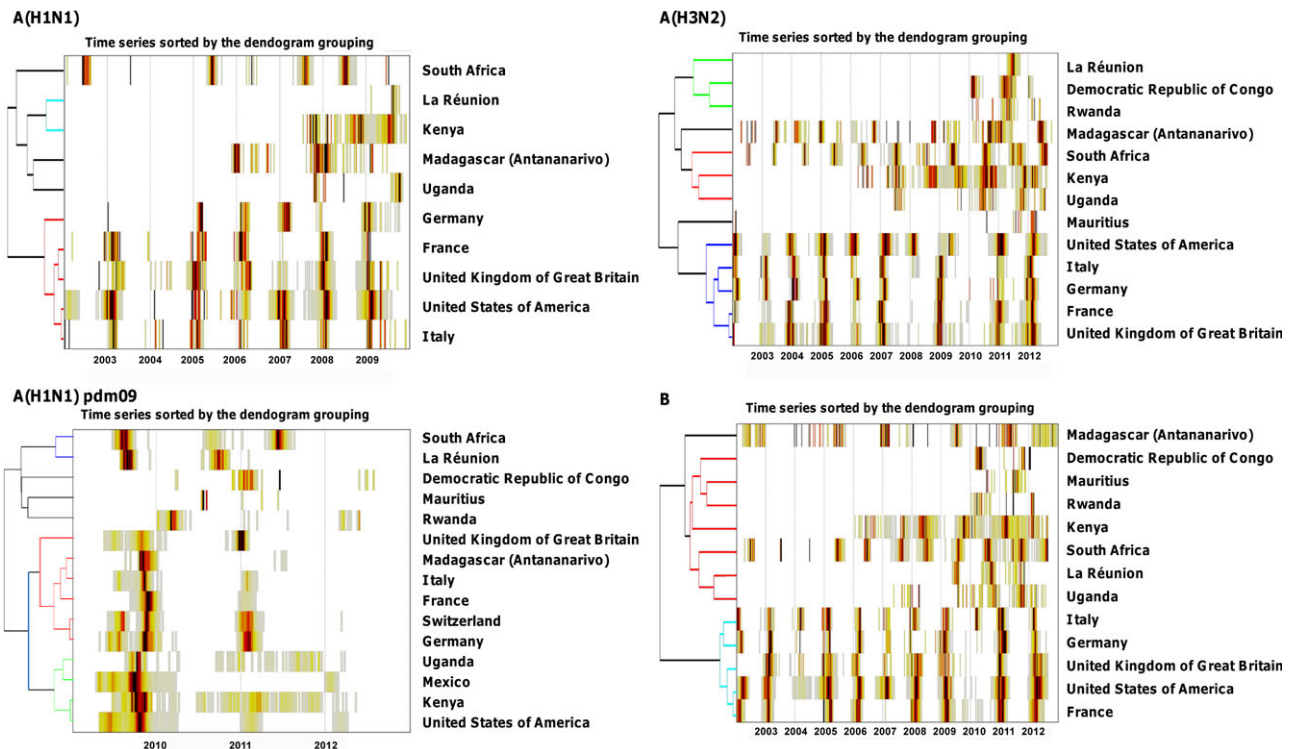 A(H1N1)
Time series sorted by the dendogram grouping
South Africa
La Réunion
Kenya
Madagascar (Antananarivo)
Uganda
Germany
France
United Kingdom of Great Britain
United States of America
Italy
2003 2004 2005 2006 2007 2008 2009
A(H3N2)
Time series sorted by the dendogram grouping
La Réunion
Democratic Republic of Congo
Rwanda
Madagascar (Antananarivo)
South Africa
Kenya
Uganda
Mauritius
United States of America
Italy
Germany
France
United Kingdom of Great Britain
2003 2004 2005 2006 2007 2008 2009 2010 2011 2012
A(H1N1) pdm09
Time series sorted by the dendogram grouping
South Africa
La Réunion
Democratic Republic of Congo
Mauritius
Rwanda
United Kingdom of Great Britain
Madagascar (Antananarivo)
Italy
France
Switzerland
Germany
Uganda
Mexico
Kenya
United States of America
2010 2011 2012
B
Time series sorted by the dendogram grouping
Madagascar (Antananarivo)
Democratic Republic of Congo
Mauritius
Rwanda
Kenya
South Africa
La Réunion
Uganda
Italy
Germany
United Kingdom of Great Britain
United States of America
France
2003 2004 2005 2006 2007 2008 2009 2010 2011 2012